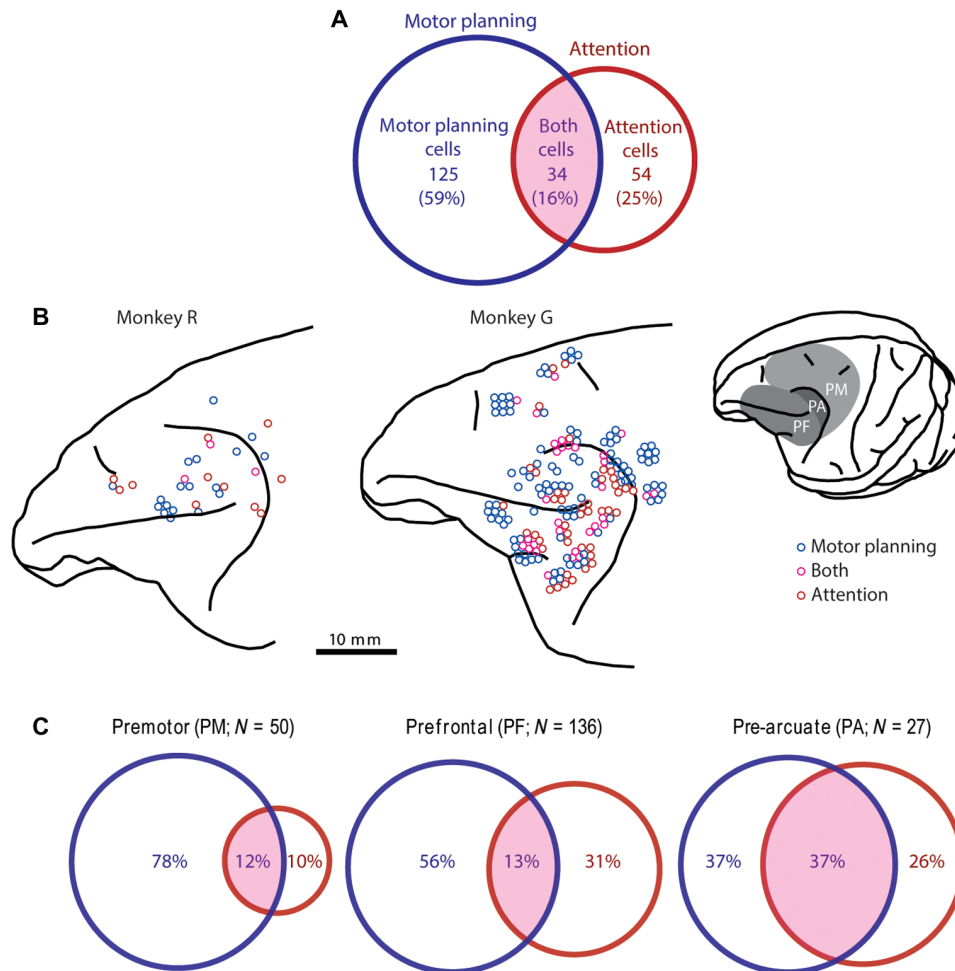 A
Motor planning
Attention
Motor planning
cells
125
(59%)
Both
cells
34
(16%)
Attention
cells
54
(25%)
B
Monkey R
Monkey G
PM
PA
PF
Motor planning
Both
Attention
10 mm
C
Premotor (PM; N = 50)
Prefrontal (PF; N = 136)
Pre-arcuate (PA; N = 27)
78%
12%
10%
56%
13%
31%
37%
37%
26%